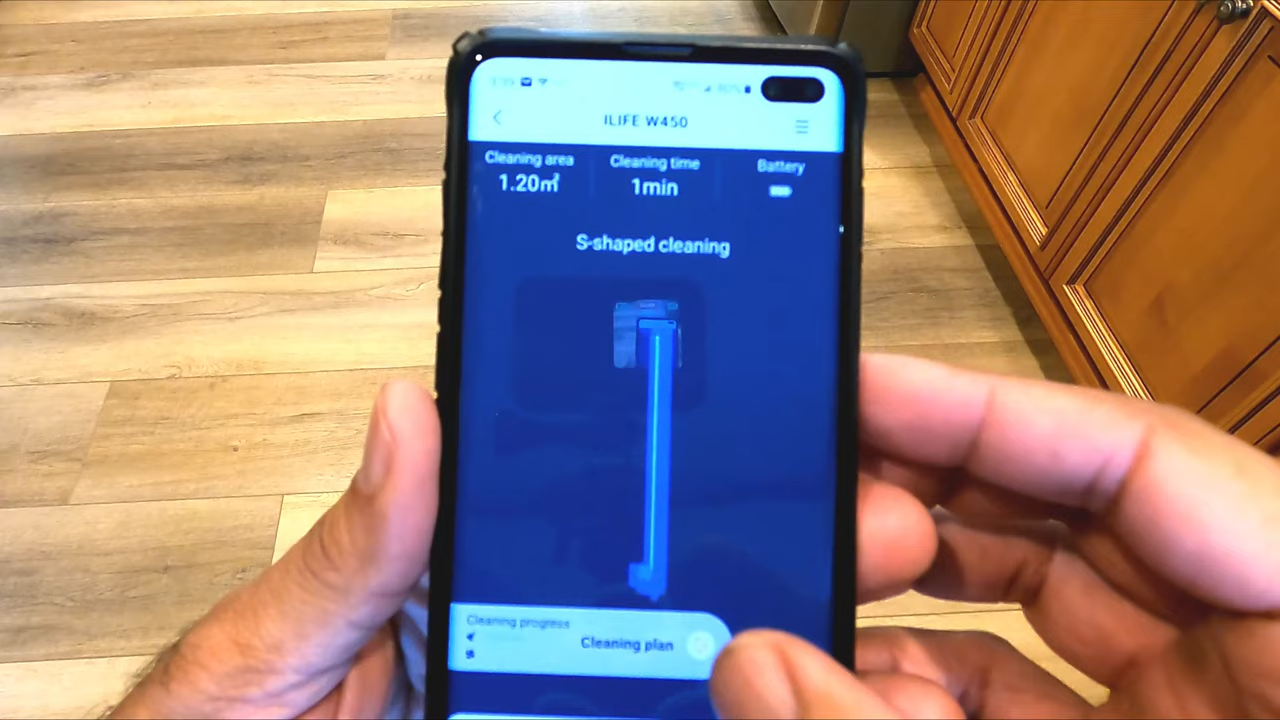 ILIFE W450
Cleaning area
Cleaning time
Battery
1.20㎡
1min
S-shaped cleaning
Cleaning progress
Cleaning plan